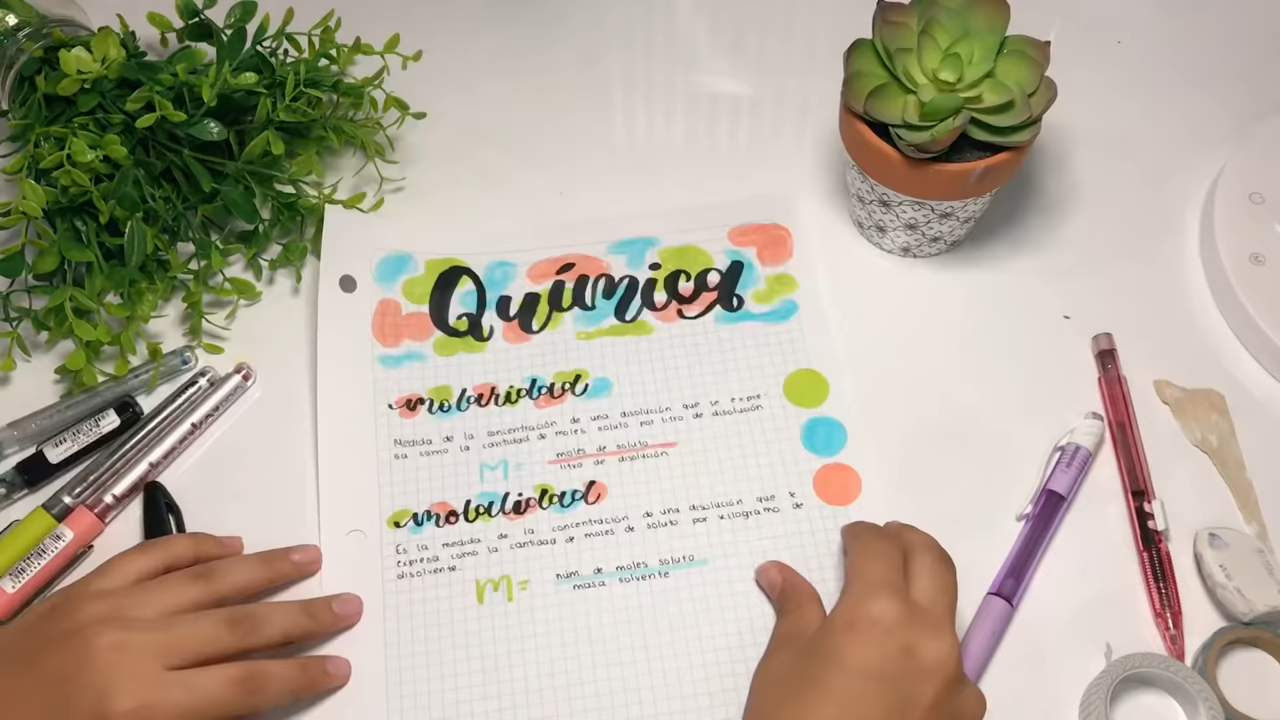 Química
molaridad
Medida de la concentración de una disolución que se expre-
sa como la cantidad de moles soluto por litro de disolución
M= moles de soluto
litro de disolución
molalidad
Es la medida de la concentración de una disolución que
expresa como la cantidad de moles de soluto por kilogramo de
disolvente.
m= núm. de moles soluto
masa solvente